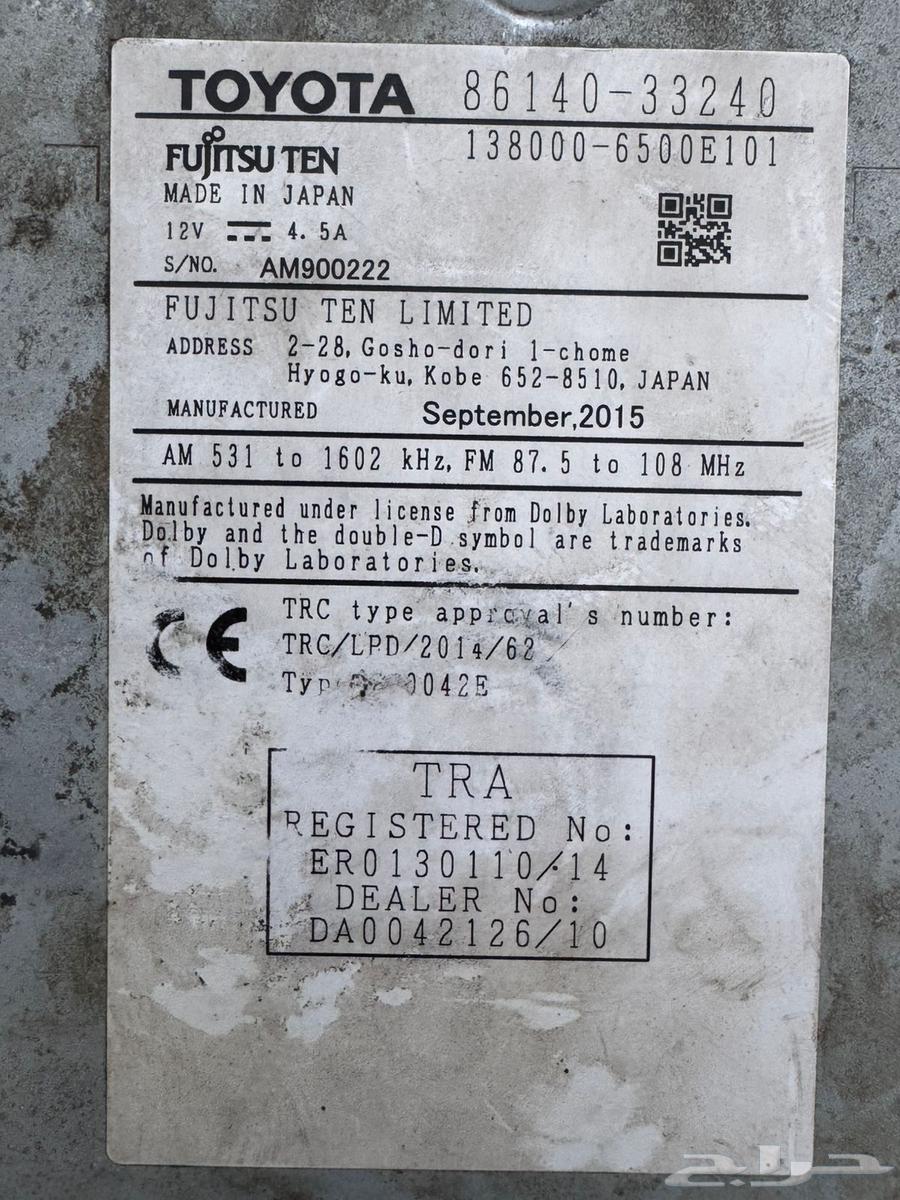 TOYOTA 86140-33240
FUJITSU TEN 138000-6500E101
MADE IN JAPAN
12V 4.5A
S/NO. AM900222
FUJITSU TEN LIMITED
ADDRESS 2-28, Gosho-dori 1-chome
Hyogo-ku, Kobe 652-8510, JAPAN
MANUFACTURED September,2015
AM 531 to 1602 kHz, FM 87.5 to 108 MHz
Manufactured under license from Dolby Laboratories.
Dolby and the double-D symbol are trademarks
of Dolby Laboratories.
CE TRC type approval's number:
TRC/LPD/2014/62
TRA
REGISTERED No:
ER0130110/14
DEALER No:
DA0042126/10
حراج